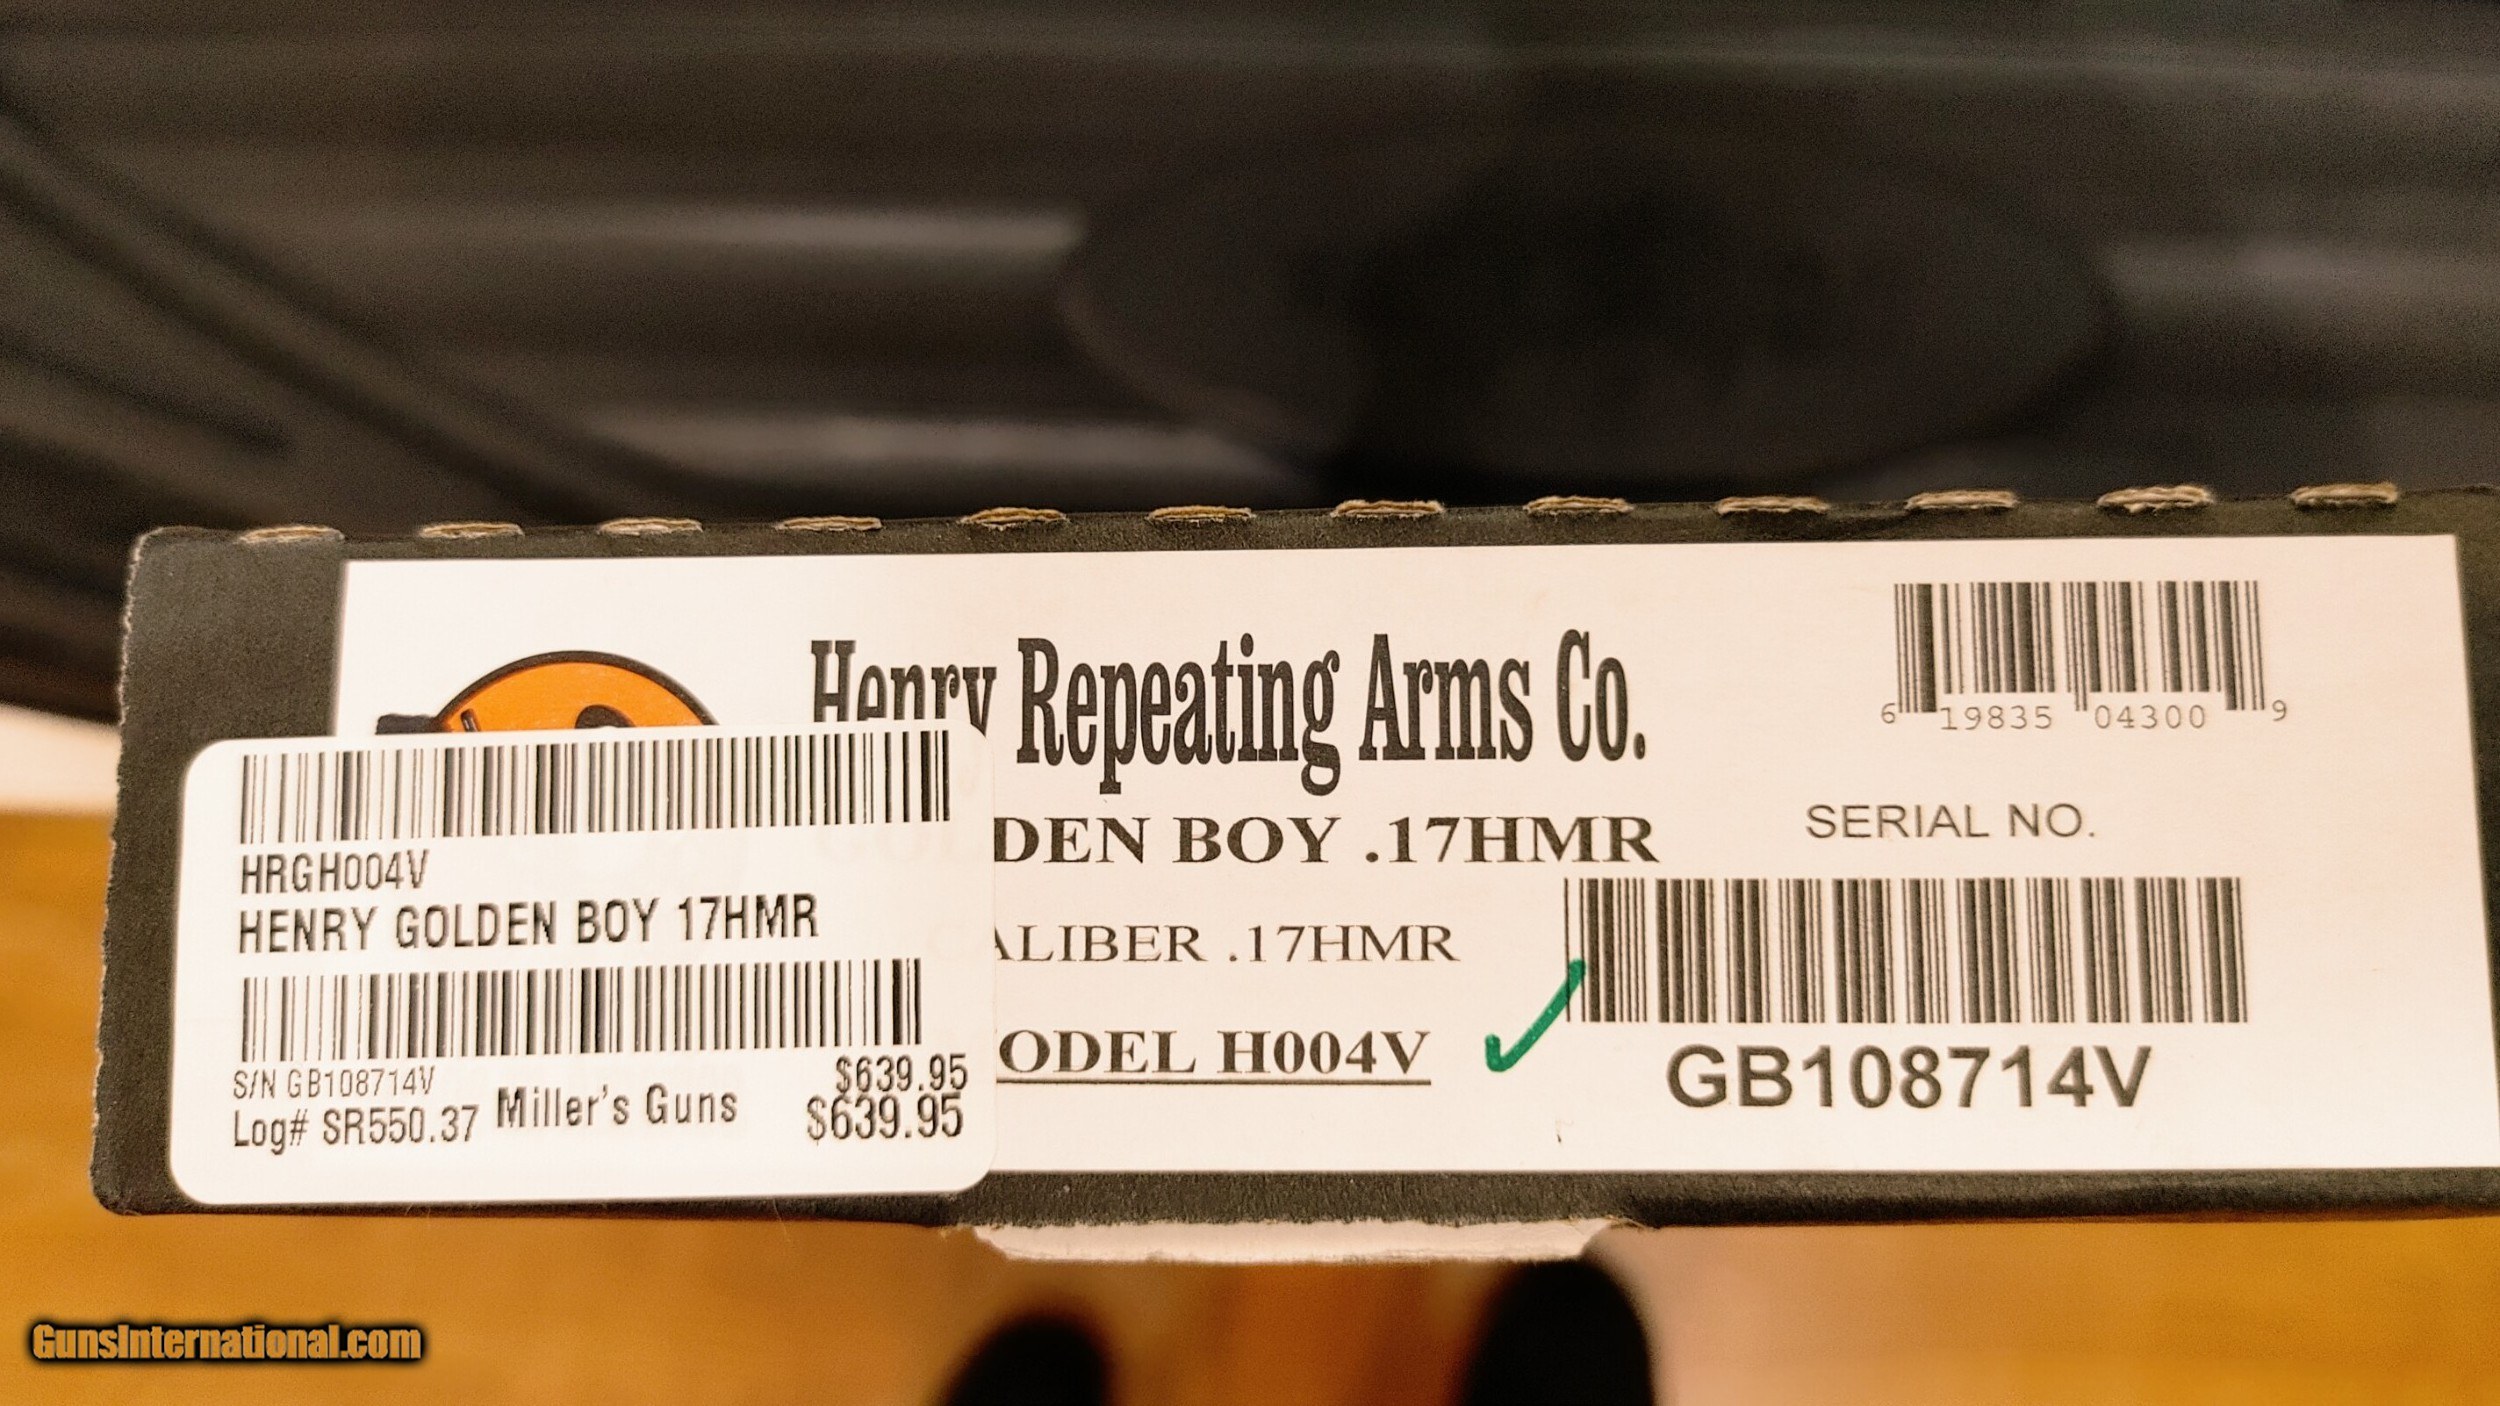 Henry Repeating Arms Co.
6 19835 04300 9
DEN BOY .17HMR
SERIAL NO.
ALIBER .17HMR
ODEL H004V
GB108714V
HRGH004V
HENRY GOLDEN BOY 17HMR
S/N GB108714V
$639.95
Log# SR550.37 Miller's Guns $639.95
GunsInternational.com